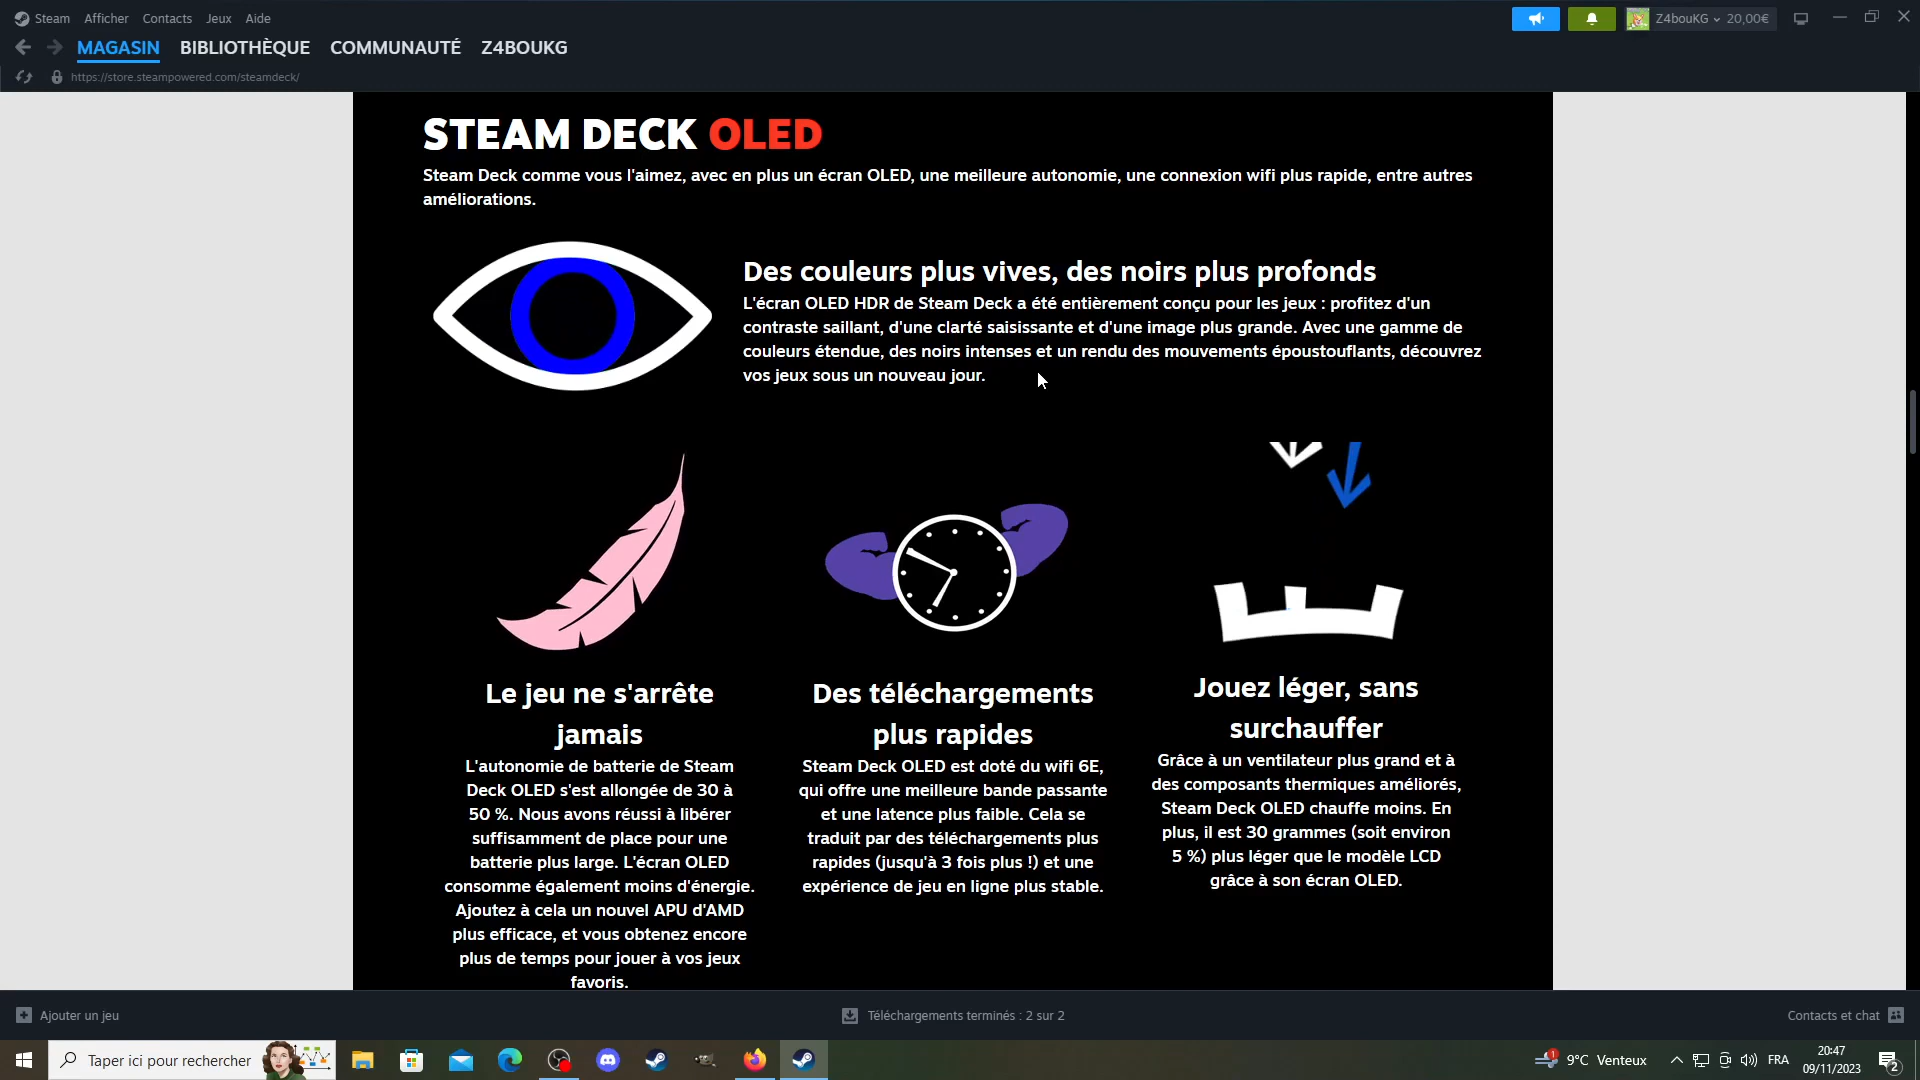 Steam Afficher Contacts Jeux Aide
Z4bouKG 20,00€
MAGASIN BIBLIOTHÈQUE COMMUNAUTÉ Z4BOUKG
https://store.steampowered.com/steamdeck/
STEAM DECK OLED
Steam Deck comme vous l'aimez, avec en plus un écran OLED, une meilleure autonomie, une connexion wifi plus rapide, entre autres
améliorations.
Des couleurs plus vives, des noirs plus profonds
L'écran OLED HDR de Steam Deck a été entièrement conçu pour les jeux : profitez d'un
contraste saillant, d'une clarté saisissante et d'une image plus grande. Avec une gamme de
couleurs étendue, des noirs intenses et un rendu des mouvements époustouflants, découvrez
vos jeux sous un nouveau jour.
Le jeu ne s'arrête
jamais
L'autonomie de batterie de Steam
Deck OLED s'est allongée de 30 à
50 %. Nous avons réussi à libérer
suffisamment de place pour une
batterie plus large. L'écran OLED
consomme également moins d'énergie.
Ajoutez à cela un nouvel APU d'AMD
plus efficace, et vous obtenez encore
plus de temps pour jouer à vos jeux
favoris.
Des téléchargements
plus rapides
Steam Deck OLED est doté du wifi 6E,
qui offre une meilleure bande passante
et une latence plus faible. Cela se
traduit par des téléchargements plus
rapides (jusqu'à 3 fois plus !) et une
expérience de jeu en ligne plus stable.
Jouez léger, sans
surchauffer
Grâce à un ventilateur plus grand et à
des composants thermiques améliorés,
Steam Deck OLED chauffe moins. En
plus, il est 30 grammes (soit environ
5 %) plus léger que le modèle LCD
grâce à son écran OLED.
Ajouter un jeu
Téléchargements terminés : 2 sur 2
Contacts et chat
Taper ici pour rechercher
1
9°C Venteux
FRA
20:47
09/11/2023
2